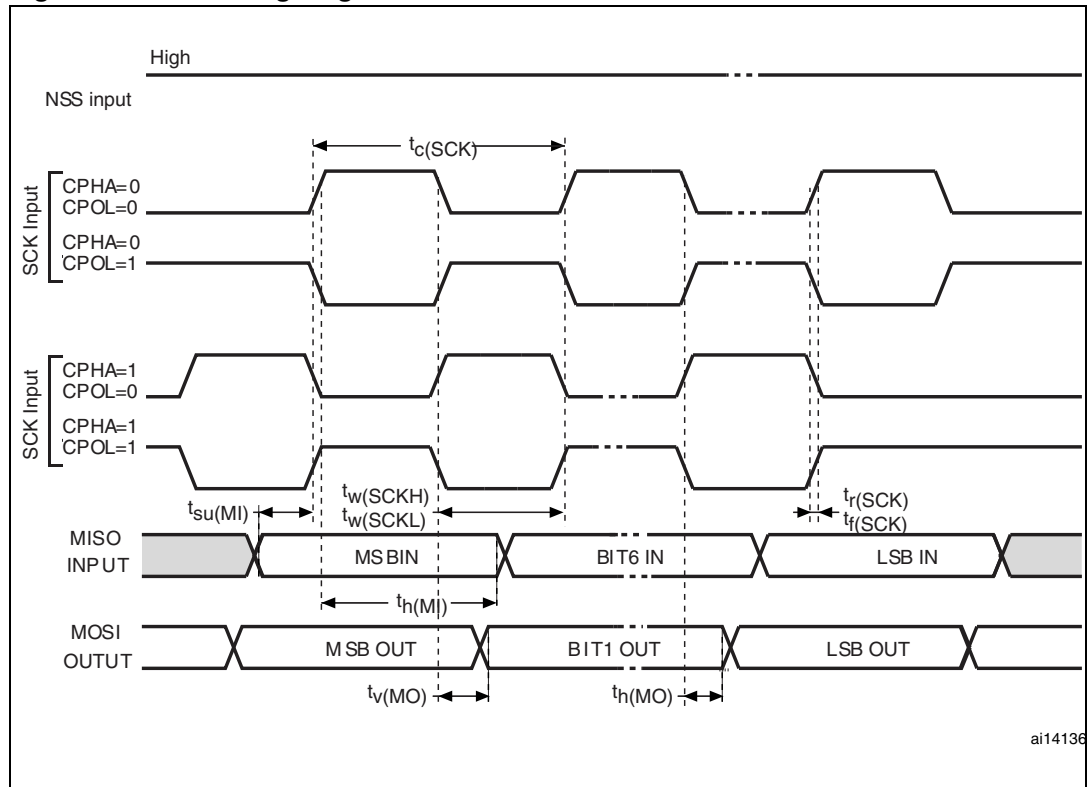 High
NSS input
tc(SCK)
SCK Input
CPHA=0
CPOL=0
CPHA=0
CPOL=1
SCK Input
CPHA=1
CPOL=0
CPHA=1
CPOL=1
tsu(MI)
tw(SCKH)
tw(SCKL)
tr(SCK)
tf(SCK)
MISO
INPUT
MSBIN
BIT6 IN
LSB IN
th(MI)
MOSI
OUTUT
MSB OUT
BIT1 OUT
LSB OUT
tv(MO)
th(MO)
ai14136